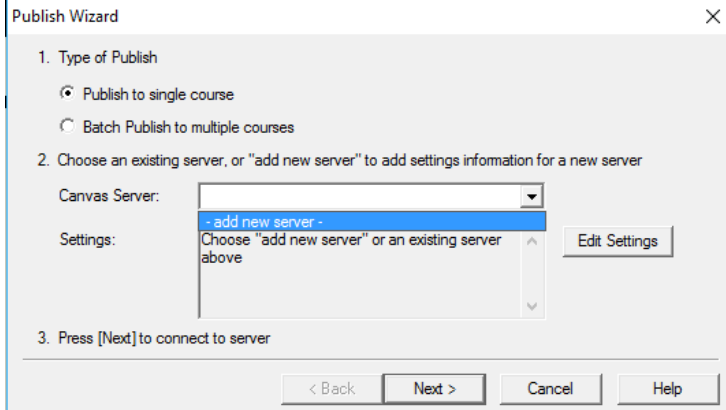 Publish Wizard
1. Type of Publish
Publish to single course
Batch Publish to multiple courses
2. Choose an existing server, or "add new server" to add settings information for a new server
Canvas Server:
- add new server -
Settings:
Choose "add new server" or an existing server
above
Edit Settings
3. Press [Next] to connect to server
< Back
Next >
Cancel
Help